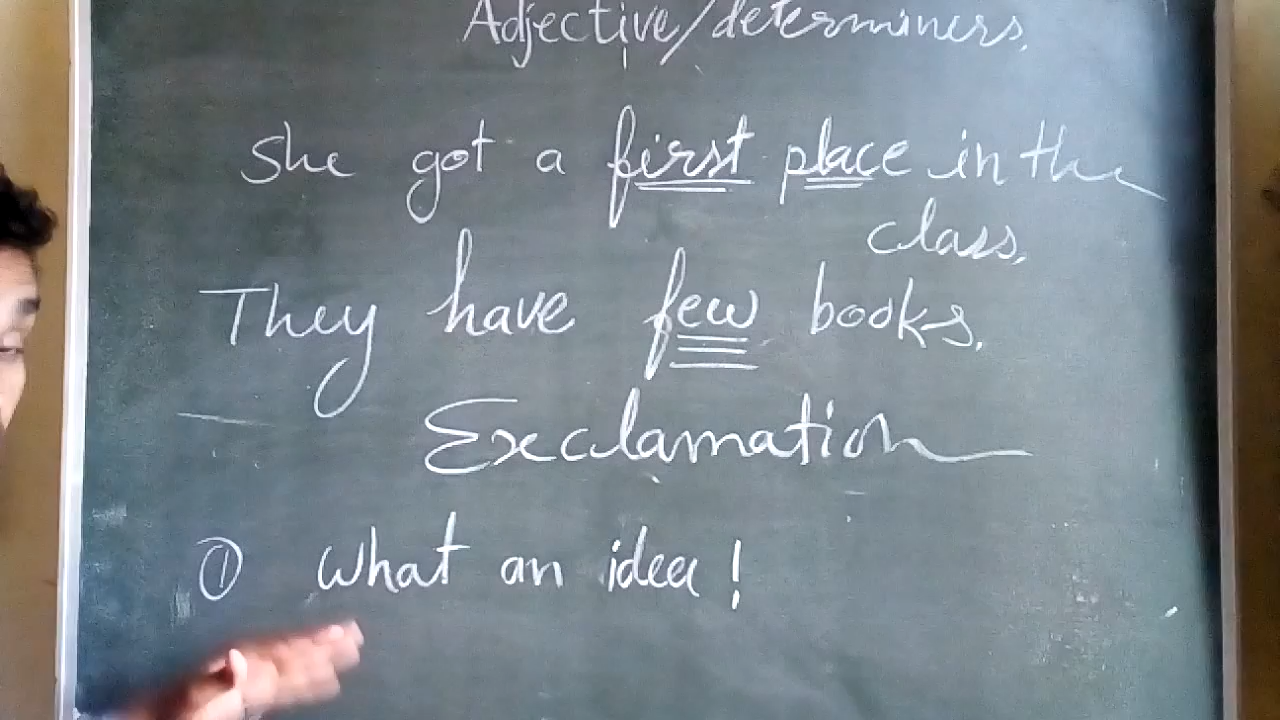 Adjective/determiners.
She got a first place in the
class.
They have few books.
Exclamation
① What an idea!